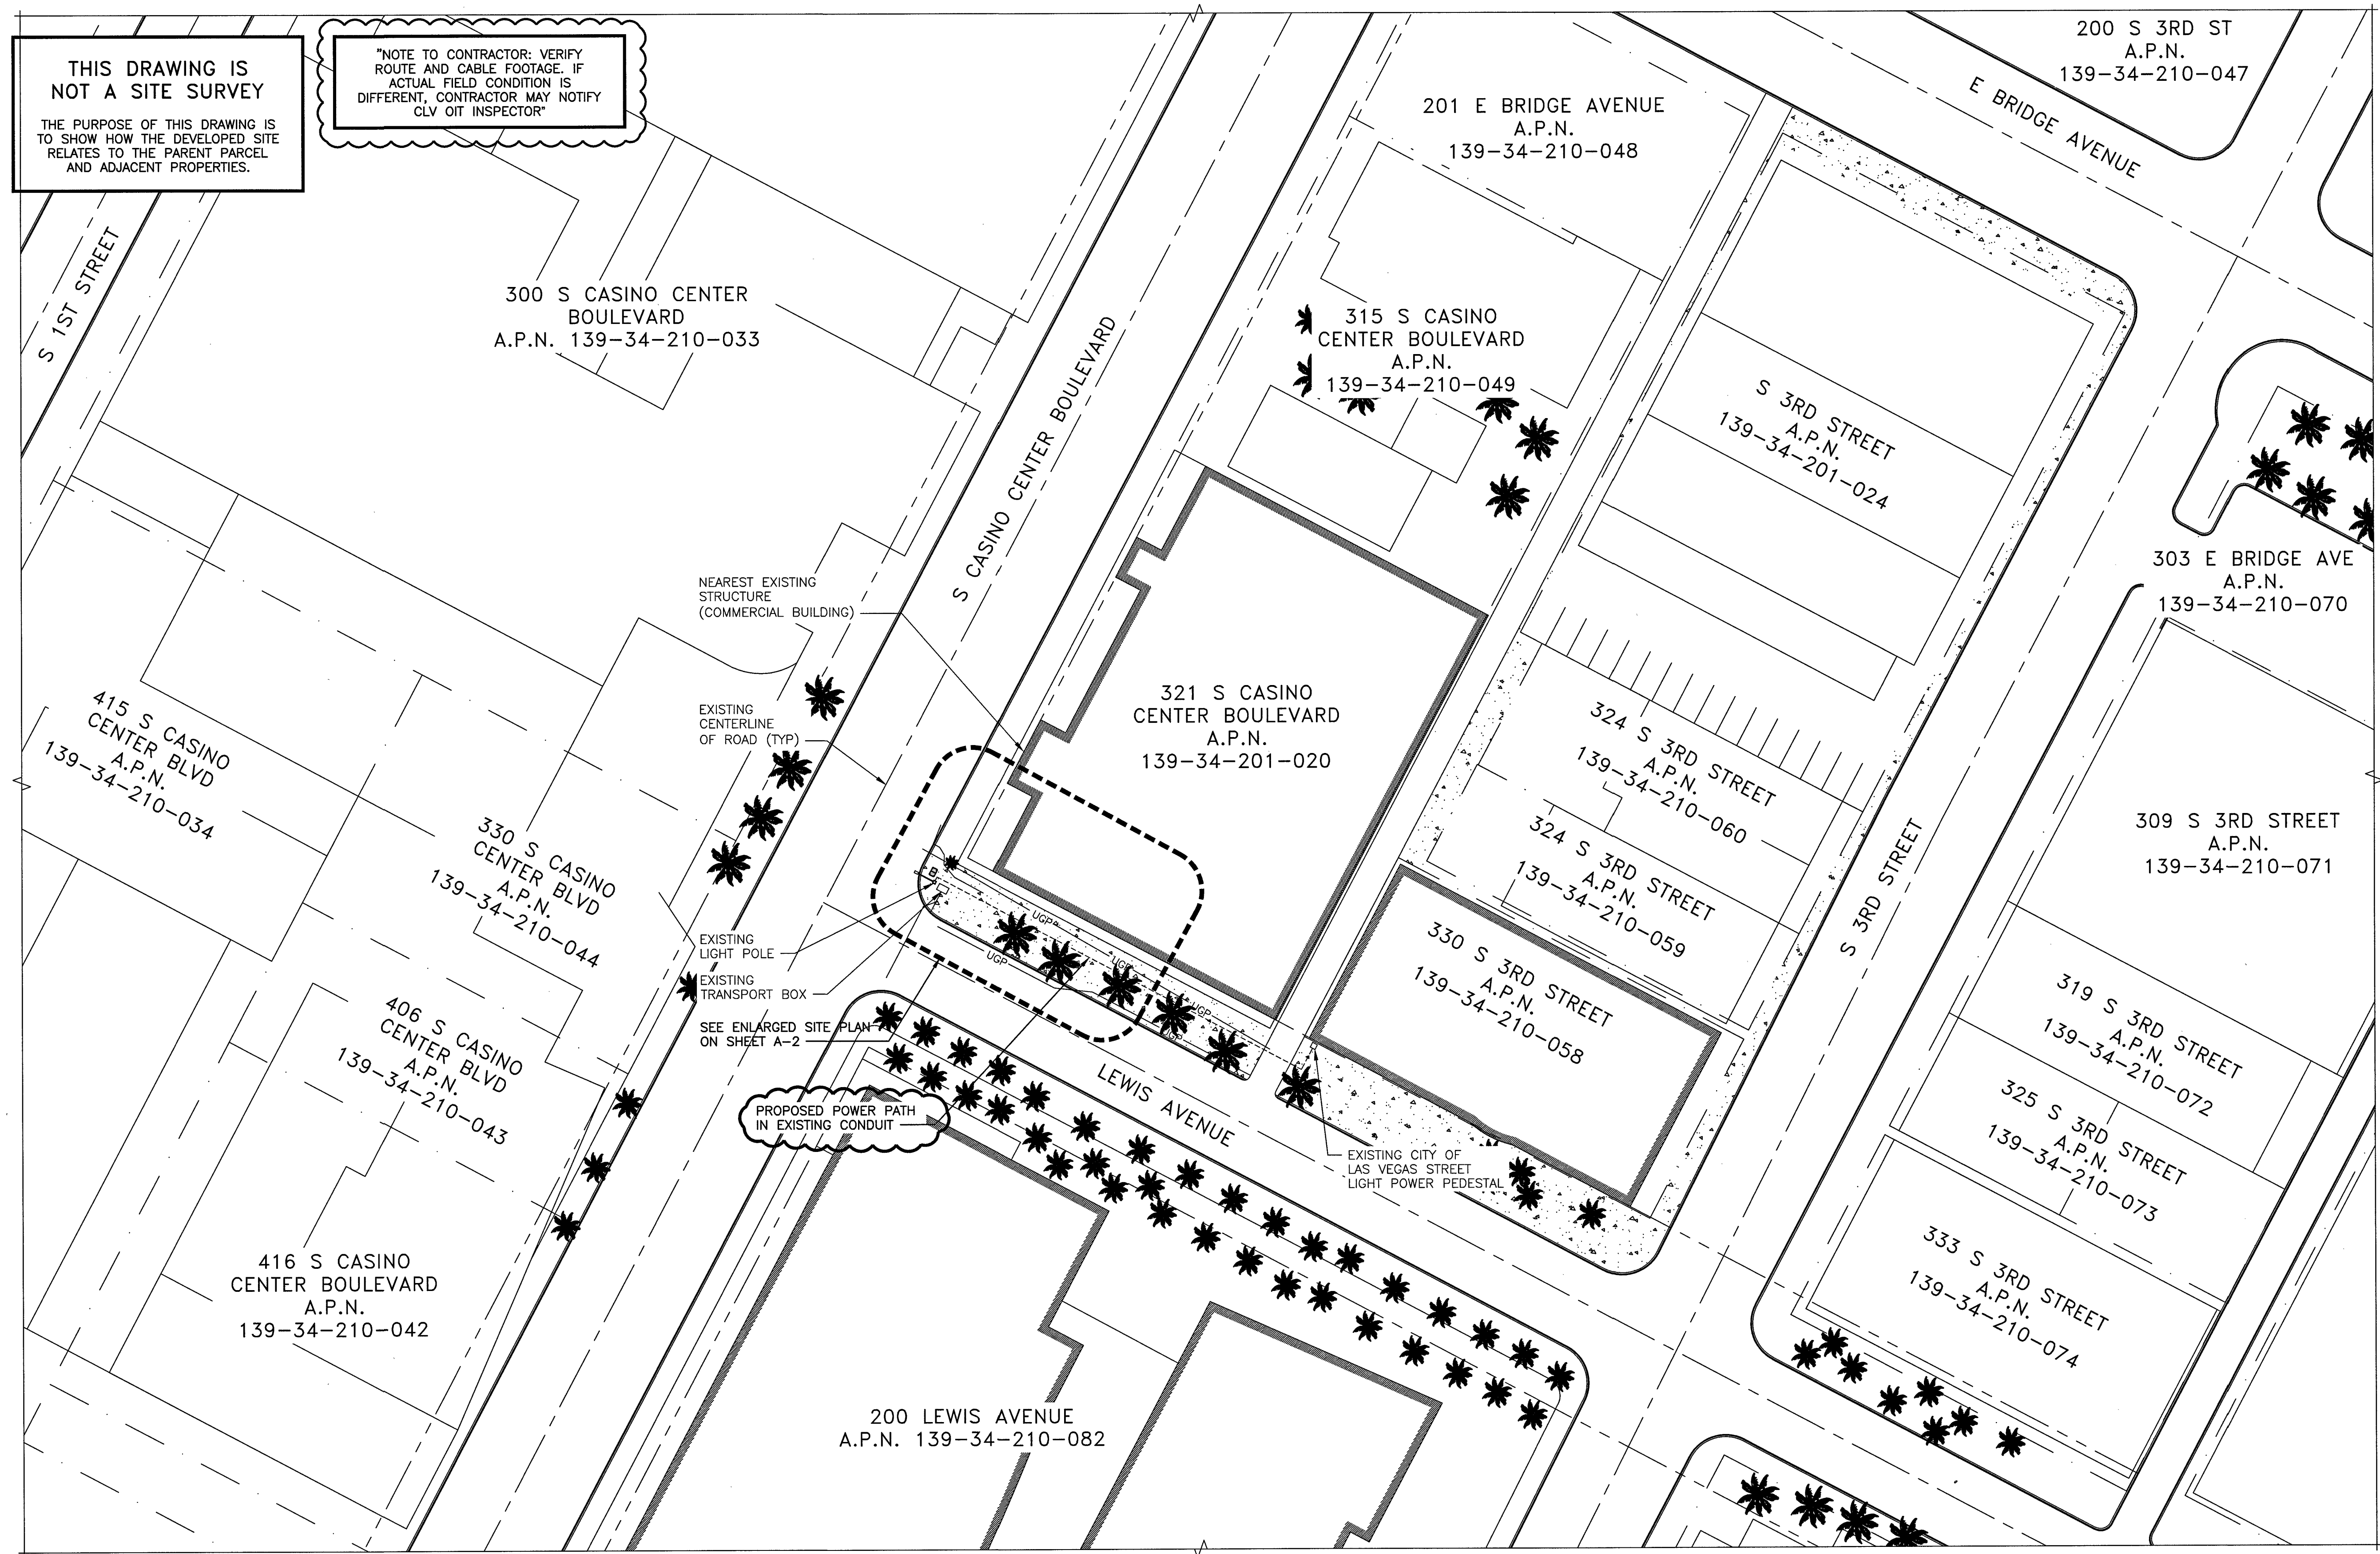 THIS DRAWING IS
NOT A SITE SURVEY
THE PURPOSE OF THIS DRAWING IS
TO SHOW HOW THE DEVELOPED SITE
RELATES TO THE PARENT PARCEL
AND ADJACENT PROPERTIES.
"NOTE TO CONTRACTOR: VERIFY
ROUTE AND CABLE FOOTAGE. IF
ACTUAL FIELD CONDITION IS
DIFFERENT, CONTRACTOR MAY NOTIFY
CLV OIT INSPECTOR"
200 S 3RD ST
A.P.N.
139-34-210-047
E BRIDGE AVENUE
201 E BRIDGE AVENUE
A.P.N.
139-34-210-048
S 1ST STREET
300 S CASINO CENTER
BOULEVARD
A.P.N. 139-34-210-033
S CASINO CENTER BOULEVARD
315 S CASINO
CENTER BOULEVARD
A.P.N.
139-34-210-049
S 3RD STREET
A.P.N.
139-34-201-024
303 E BRIDGE AVE
A.P.N.
139-34-210-070
NEAREST EXISTING
STRUCTURE
(COMMERCIAL BUILDING)
EXISTING
CENTERLINE
OF ROAD (TYP)
321 S CASINO
CENTER BOULEVARD
A.P.N.
139-34-201-020
324 S 3RD STREET
A.P.N.
139-34-210-060
324 S 3RD STREET
A.P.N.
139-34-210-059
S 3RD STREET
309 S 3RD STREET
A.P.N.
139-34-210-071
415 S CASINO
CENTER BLVD
A.P.N.
139-34-210-034
330 S CASINO
CENTER BLVD
A.P.N.
139-34-210-044
EXISTING
LIGHT POLE
EXISTING
TRANSPORT BOX
SEE ENLARGED SITE PLAN
ON SHEET A-2
B
UGP
UGP
UGP
UGP
UGP
330 S 3RD STREET
A.P.N.
139-34-210-058
319 S 3RD STREET
A.P.N.
139-34-210-072
406 S CASINO
CENTER BLVD
A.P.N.
139-34-210-043
PROPOSED POWER PATH
IN EXISTING CONDUIT
LEWIS AVENUE
EXISTING CITY OF
LAS VEGAS STREET
LIGHT POWER PEDESTAL
325 S 3RD STREET
A.P.N.
139-34-210-073
333 S 3RD STREET
A.P.N.
139-34-210-074
416 S CASINO
CENTER BOULEVARD
A.P.N.
139-34-210-042
200 LEWIS AVENUE
A.P.N. 139-34-210-082